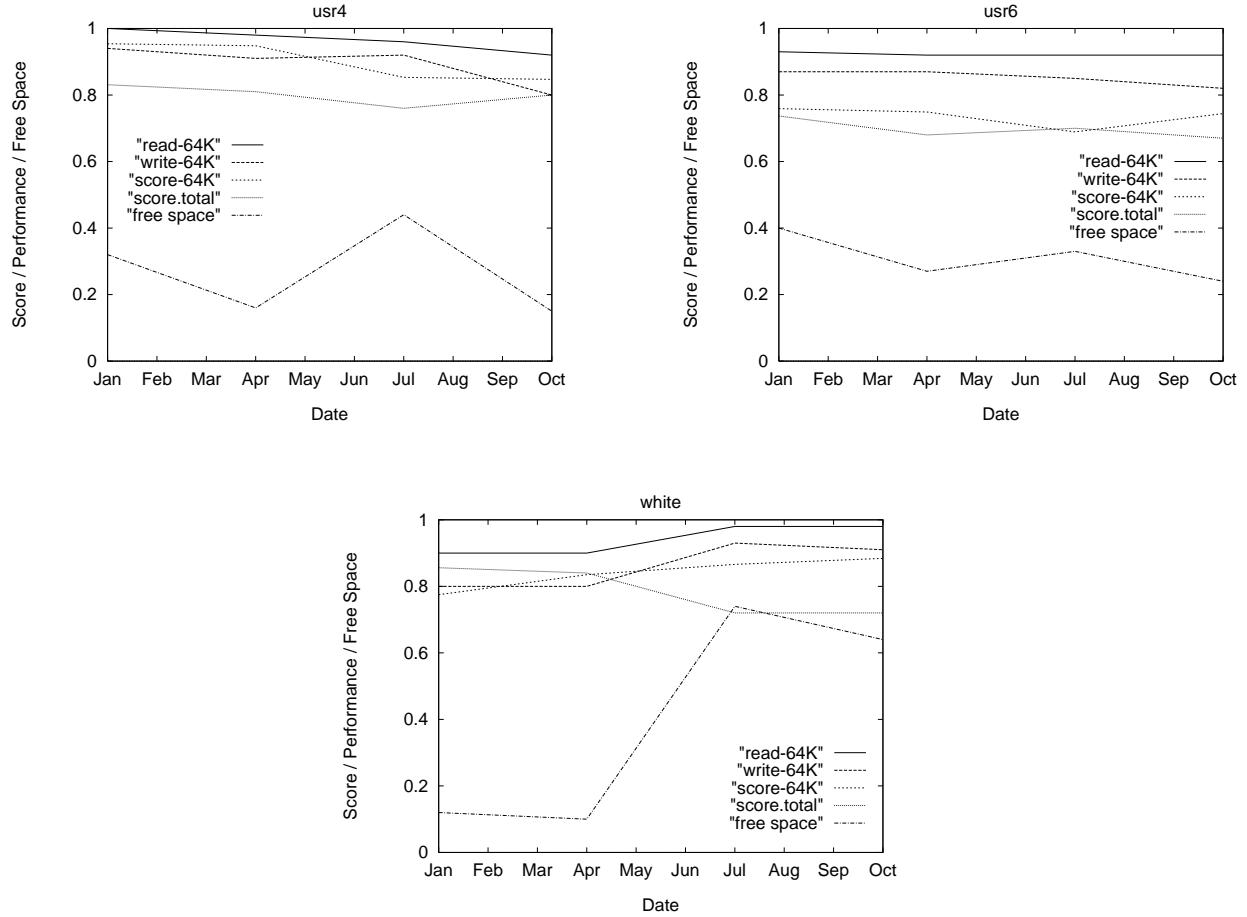 usr4
Score / Performance / Free Space
1
0.8
0.6
0.4
0.2
0
"read-64K"
"write-64K"
"score-64K"
"score.total"
"free space"
Jan Feb Mar Apr May Jun Jul Aug Sep Oct
Date
usr6
Score / Performance / Free Space
1
0.8
0.6
0.4
0.2
0
"read-64K"
"write-64K"
"score-64K"
"score.total"
"free space"
Jan Feb Mar Apr May Jun Jul Aug Sep Oct
Date
white
Score / Performance / Free Space
1
0.8
0.6
0.4
0.2
0
"read-64K"
"write-64K"
"score-64K"
"score.total"
"free space"
Jan Feb Mar Apr May Jun Jul Aug Sep Oct
Date